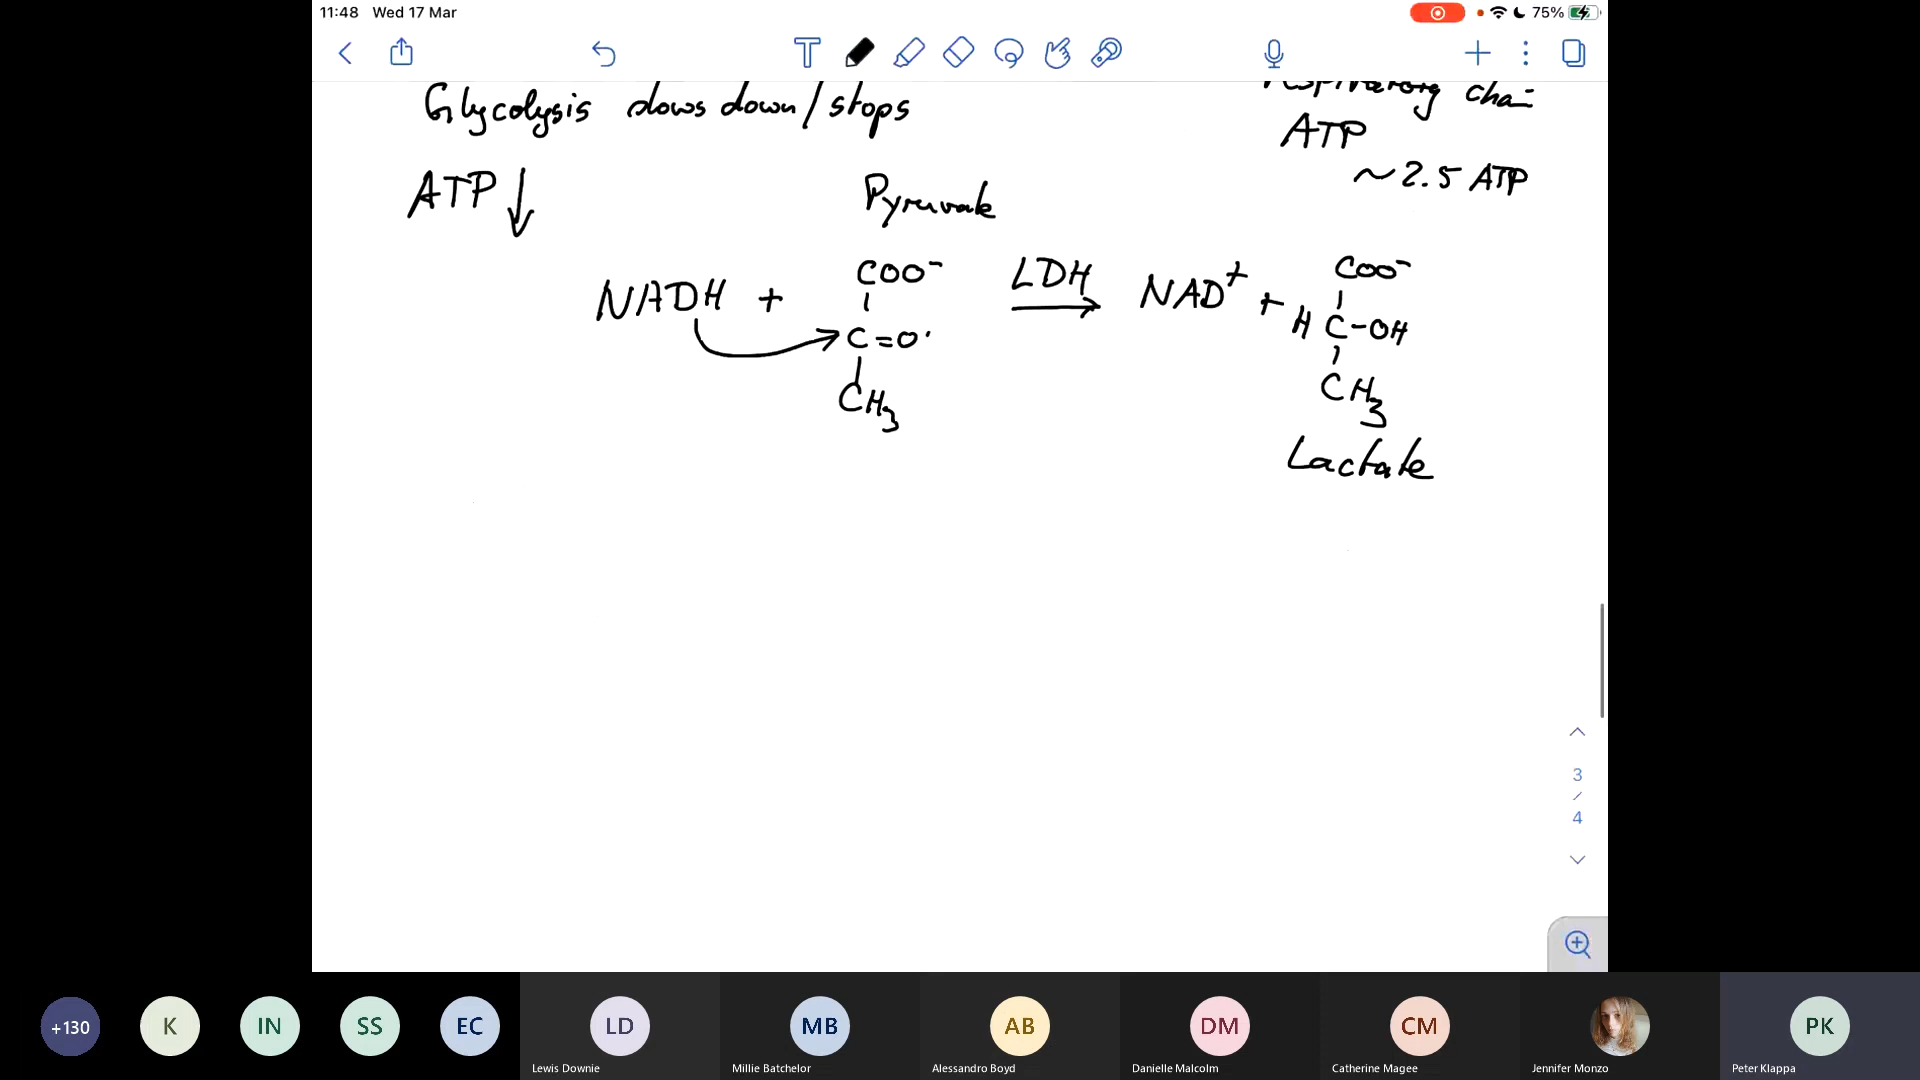 11:48 Wed 17 Mar 75%
T
Glycolysis slows down/stops
respiratory chai
ATP
~2.5 ATP
ATP↓
Pyruvate
NADH + COO⁻ LDH NAD⁺ + COO⁻
C=O
H C-OH
CH₃
CH₃
Lactate
3
/
4
+130 K IN SS EC LD MB AB DM CM PK
Lewis Downie Millie Batchelor Alessandro Boyd Danielle Malcolm Catherine Magee Jennifer Monzo Peter Klappa